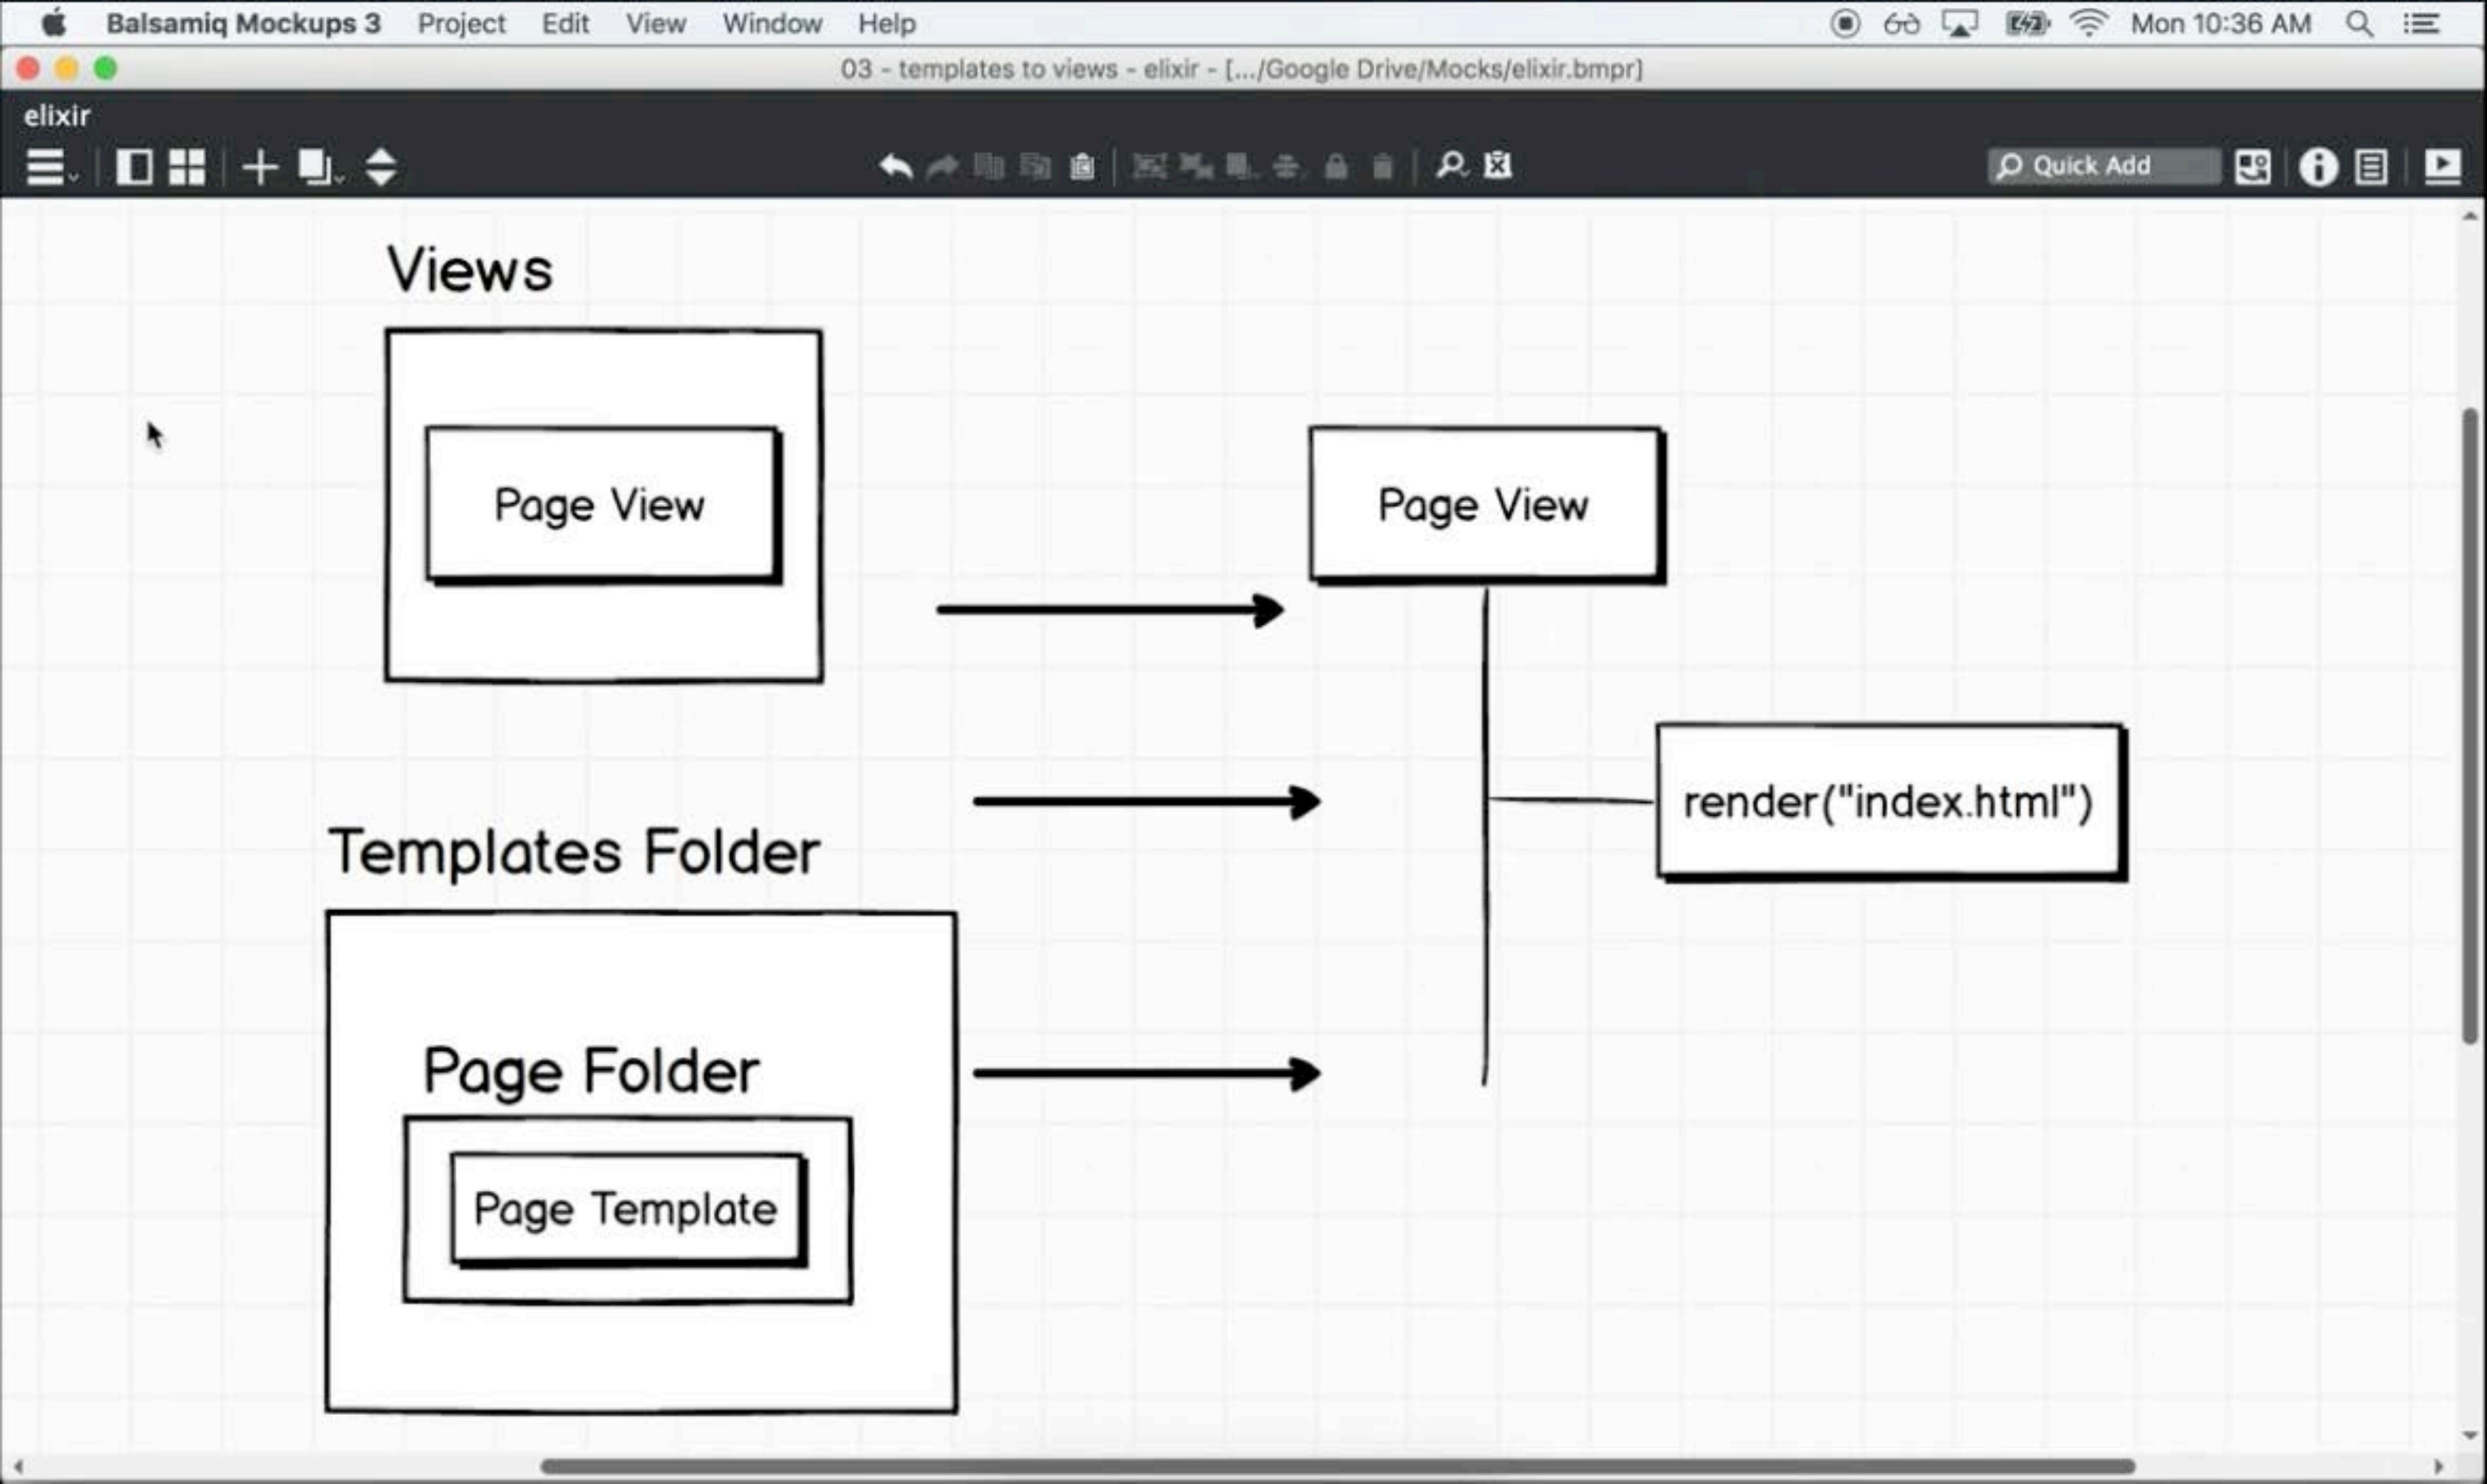 Balsamiq Mockups 3 Project Edit View Window Help Mon 10:36 AM
03 - templates to views - elixir - [.../Google Drive/Mocks/elixir.bmpr]
elixir
Quick Add
Views
Page View
Page View
render("index.html")
Templates Folder
Page Folder
Page Template